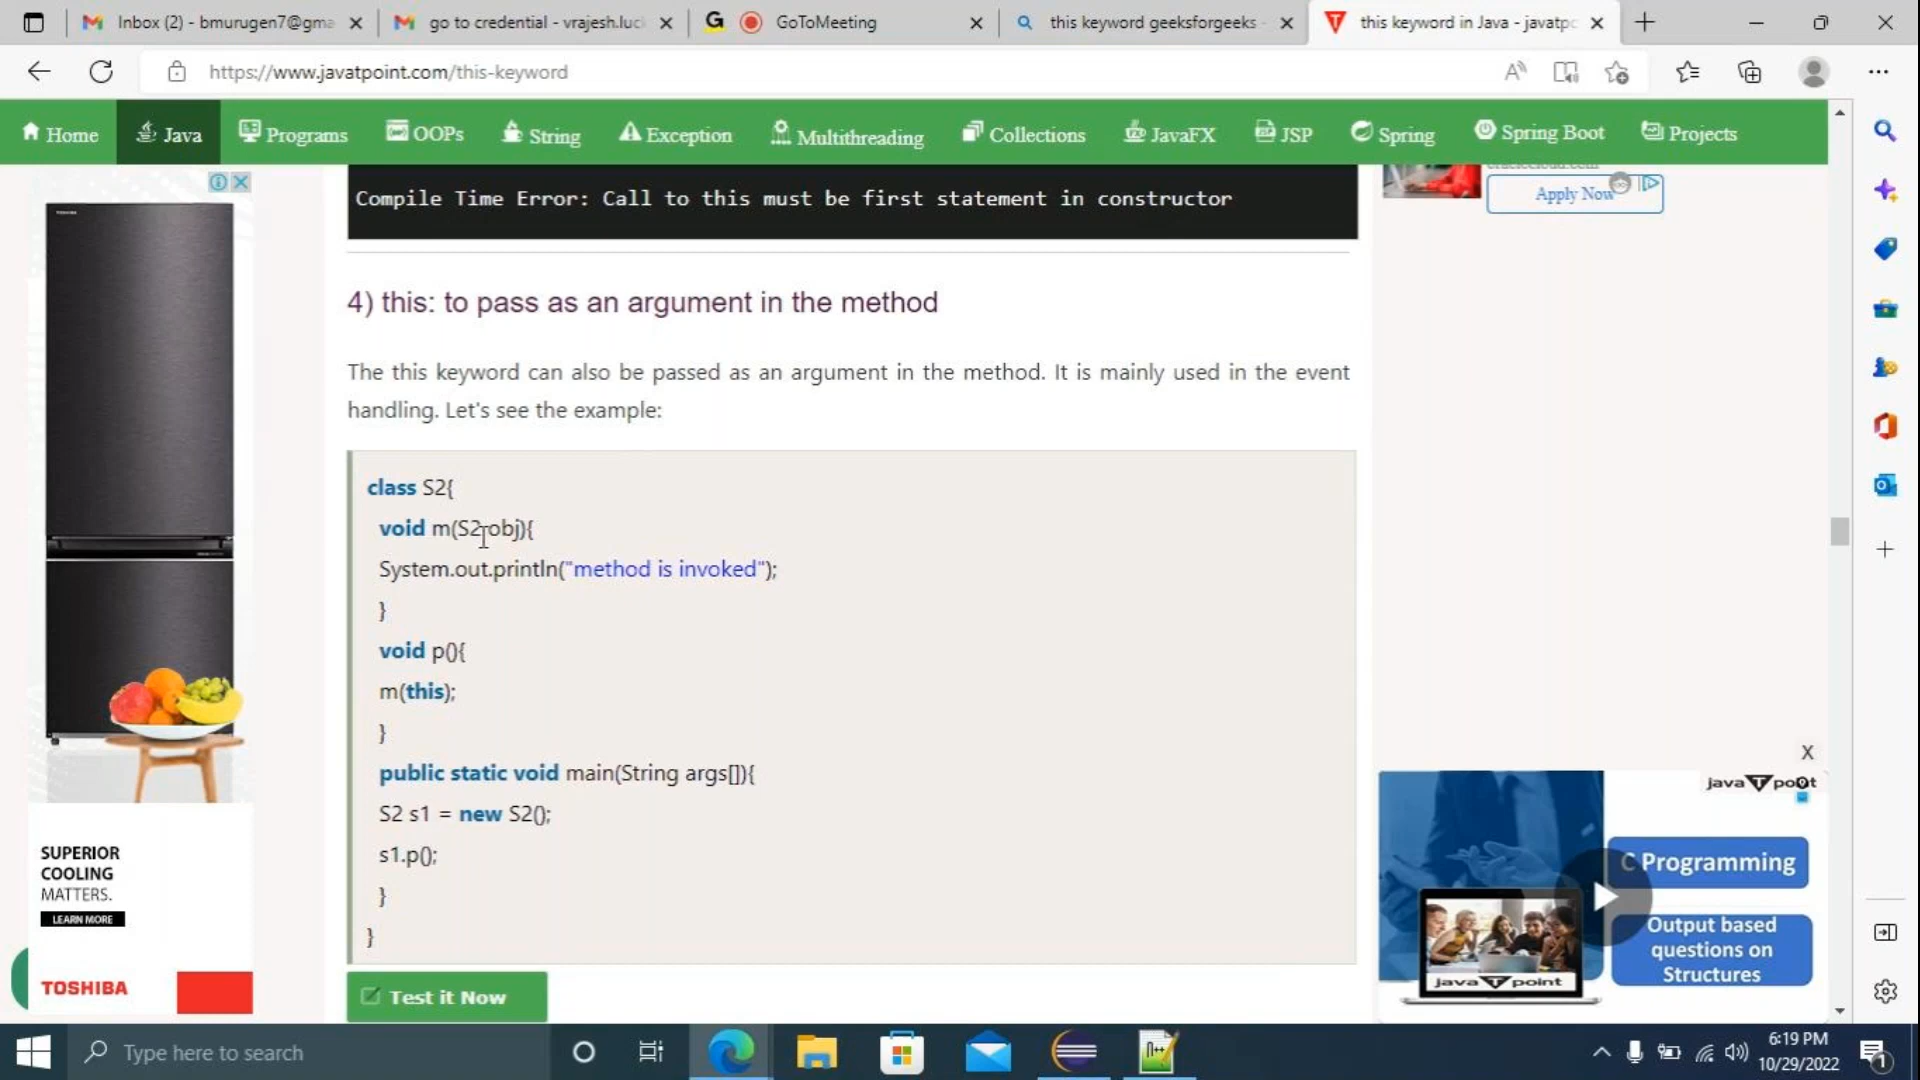 Inbox (2) - bmurugen7@gma
go to credential - vrajesh.luc
G
GoToMeeting
this keyword geeksforgeeks -
this keyword in Java - javatpo
https://www.javatpoint.com/this-keyword
Home
Java
Programs
OOPs
String
Exception
Multithreading
Collections
JavaFX
JSP
Spring
Spring Boot
Projects
Compile Time Error: Call to this must be first statement in constructor
Apply Now
4) this: to pass as an argument in the method
The this keyword can also be passed as an argument in the method. It is mainly used in the event
handling. Let's see the example:
class S2{
void m(S2 obj){
System.out.println("method is invoked");
}
void p(){
m(this);
}
public static void main(String args[]){
S2 s1 = new S2();
s1.p();
}
}
Test it Now
TOSHIBA
SUPERIOR
COOLING
MATTERS.
LEARN MORE
TOSHIBA
X
java T point
C Programming
Output based
questions on
Structures
java T point
Type here to search
6:19 PM
10/29/2022
1